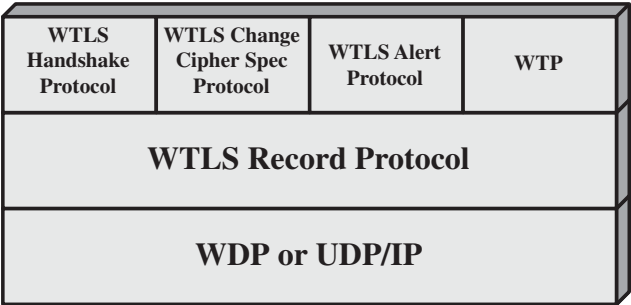 WTLS
Handshake
Protocol
WTLS Change
Cipher Spec
Protocol
WTLS Alert
Protocol
WTP
WTLS Record Protocol
WDP or UDP/IP